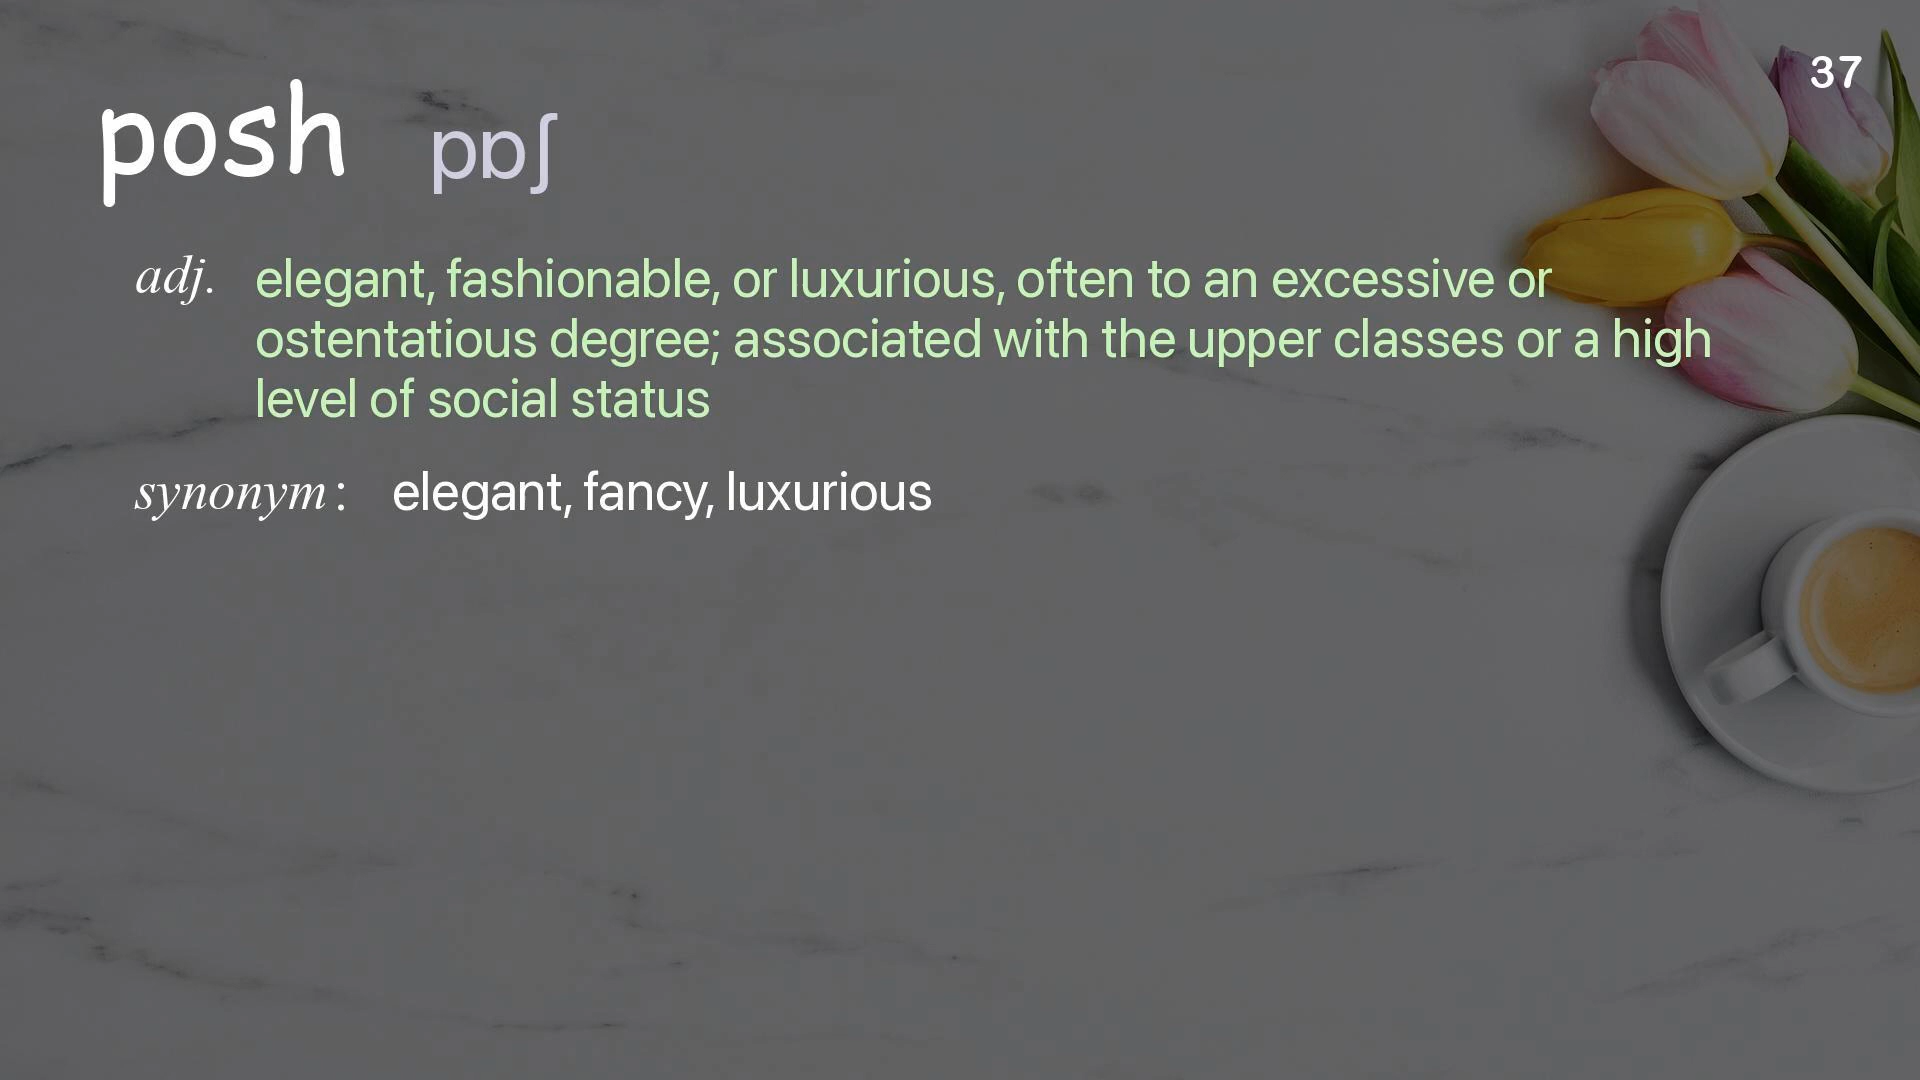 37
posh pɒʃ
adj. elegant, fashionable, or luxurious, often to an excessive or
ostentatious degree; associated with the upper classes or a high
level of social status
synonym : elegant, fancy, luxurious